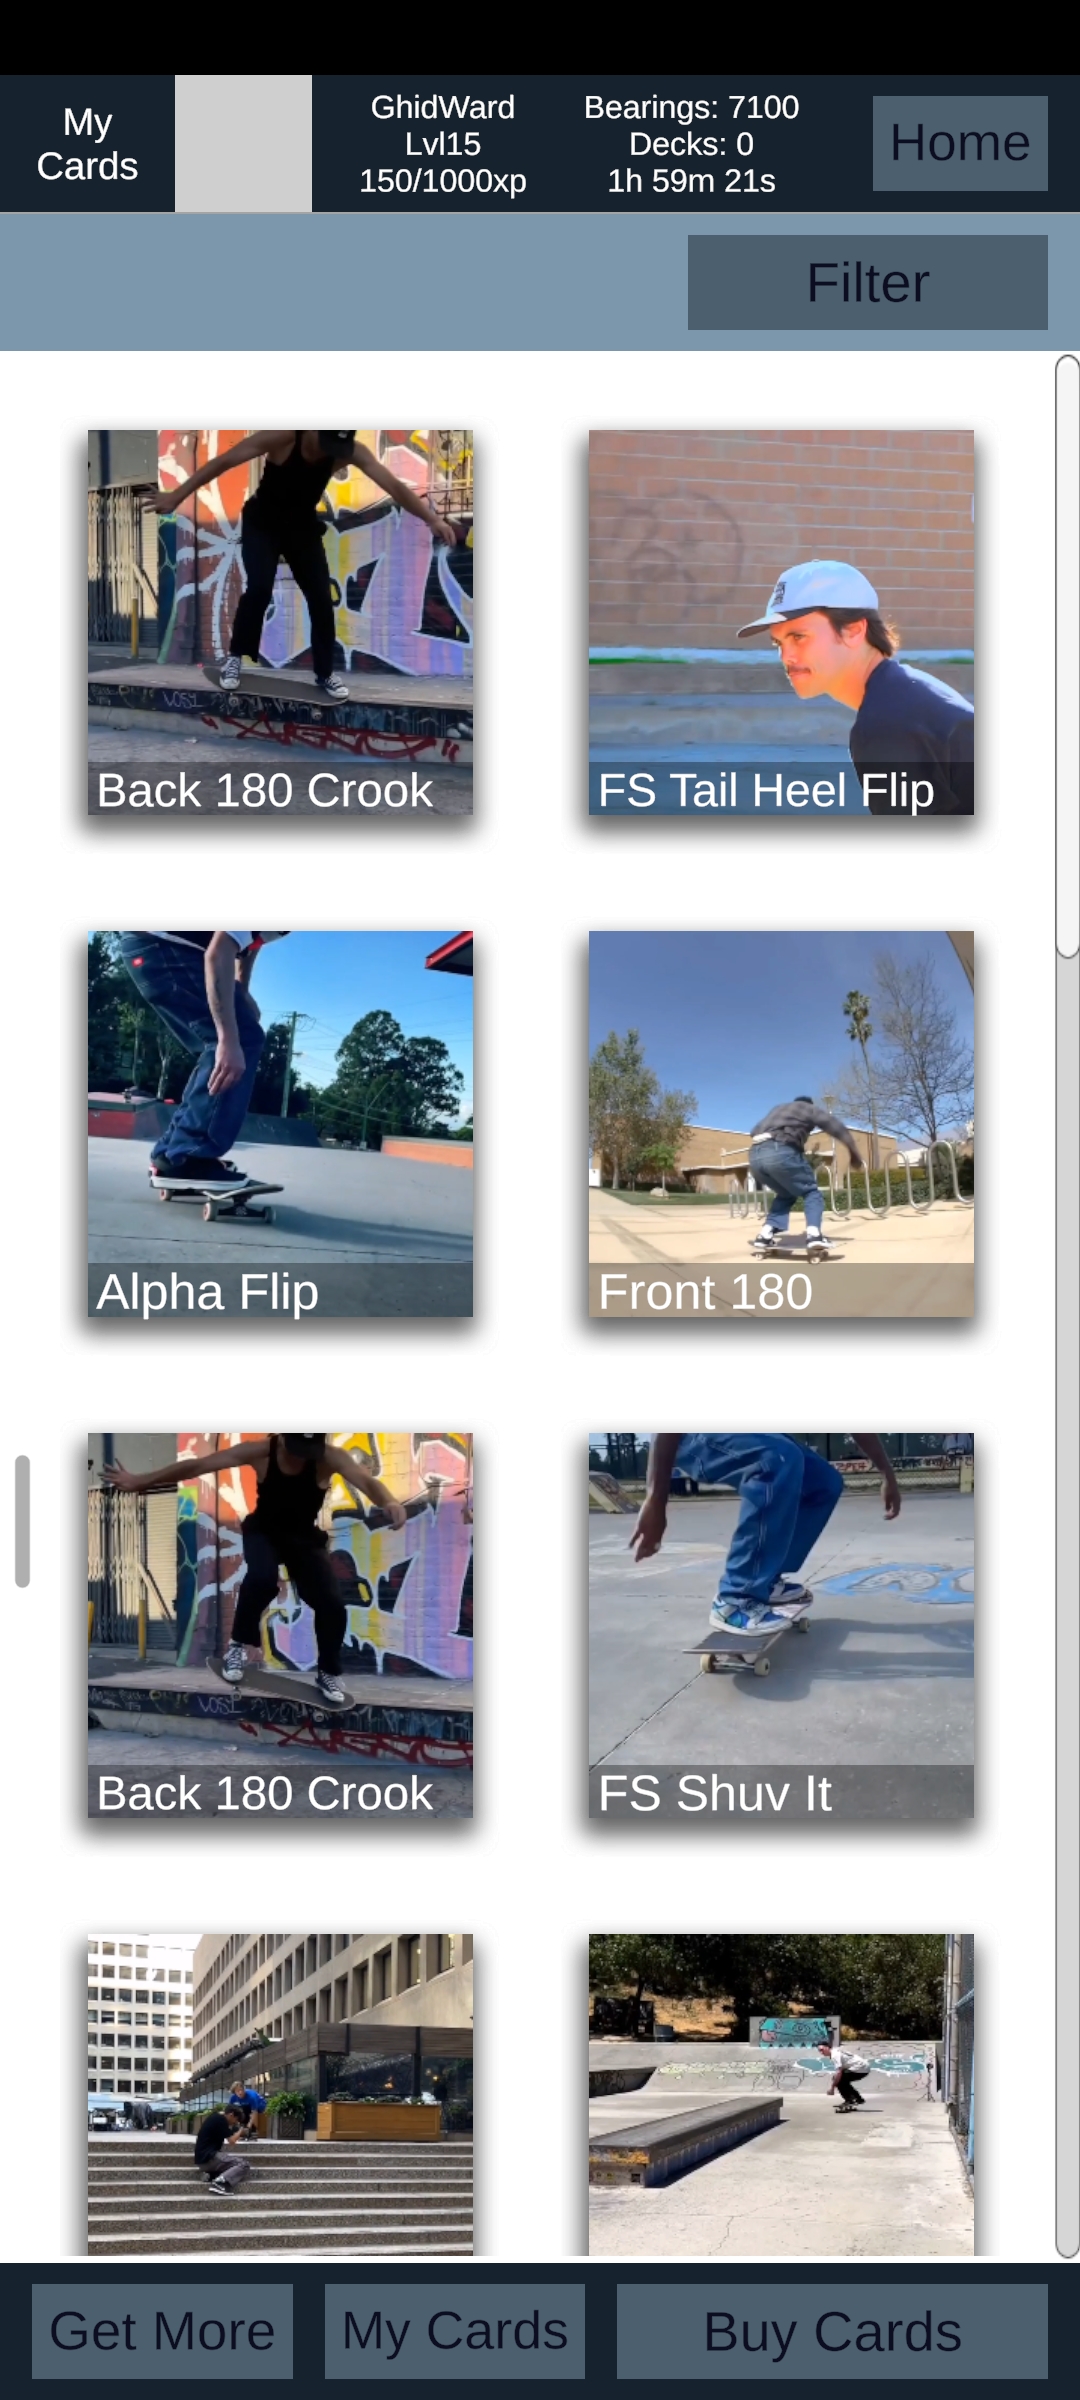 My
Cards
GhidWard
Lvl15
150/1000xp
Bearings: 7100
Decks: 0
1h 59m 21s
Home
Filter
Back 180 Crook
FS Tail Heel Flip
Alpha Flip
Front 180
Back 180 Crook
FS Shuv It
Get More
My Cards
Buy Cards